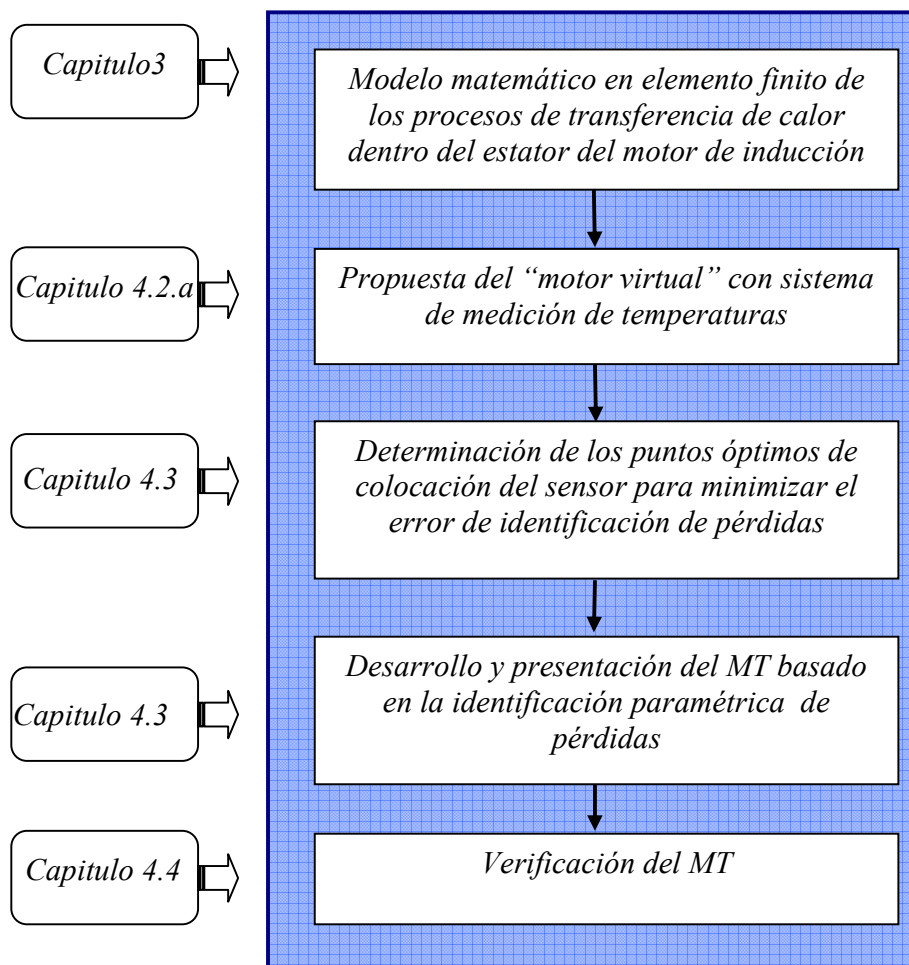 Capitulo3
Modelo matemático en elemento finito de
los procesos de transferencia de calor
dentro del estator del motor de inducción
Capitulo 4.2.a
Propuesta del “motor virtual” con sistema
de medición de temperaturas
Capitulo 4.3
Determinación de los puntos óptimos de
colocación del sensor para minimizar el
error de identificación de pérdidas
Capitulo 4.3
Desarrollo y presentación del MT basado
en la identificación paramétrica de
pérdidas
Capitulo 4.4
Verificación del MT